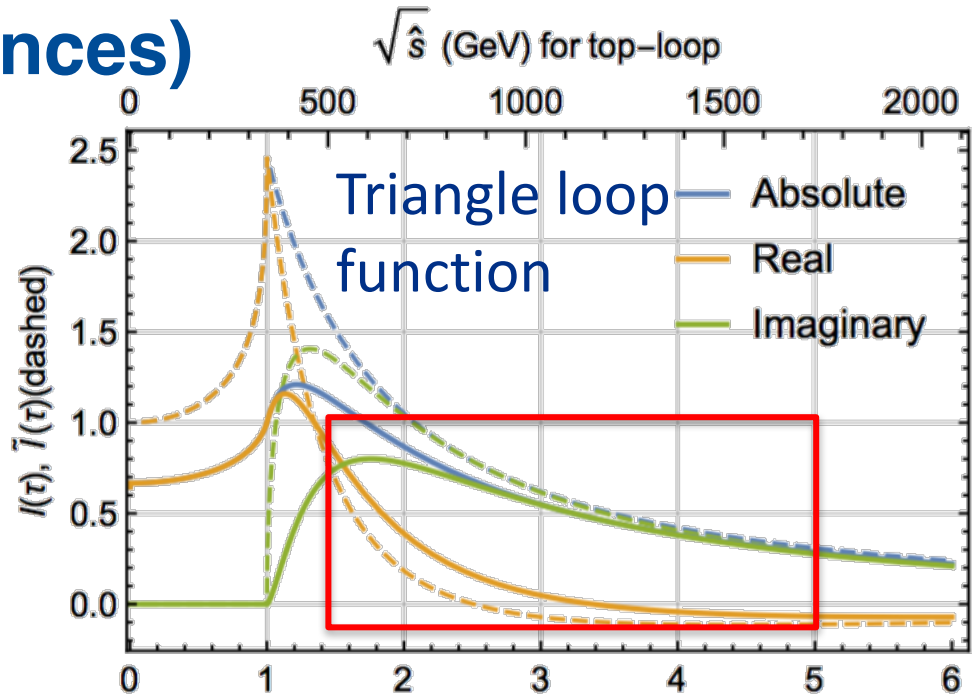 nces)
√ŝ (GeV) for top-loop
0 500 1000 1500 2000
2.5
2.0
1.5
1.0
0.5
0.0
I(τ), Ĩ(τ)(dashed)
Triangle loop
function
Absolute
Real
Imaginary
0 1 2 3 4 5 6